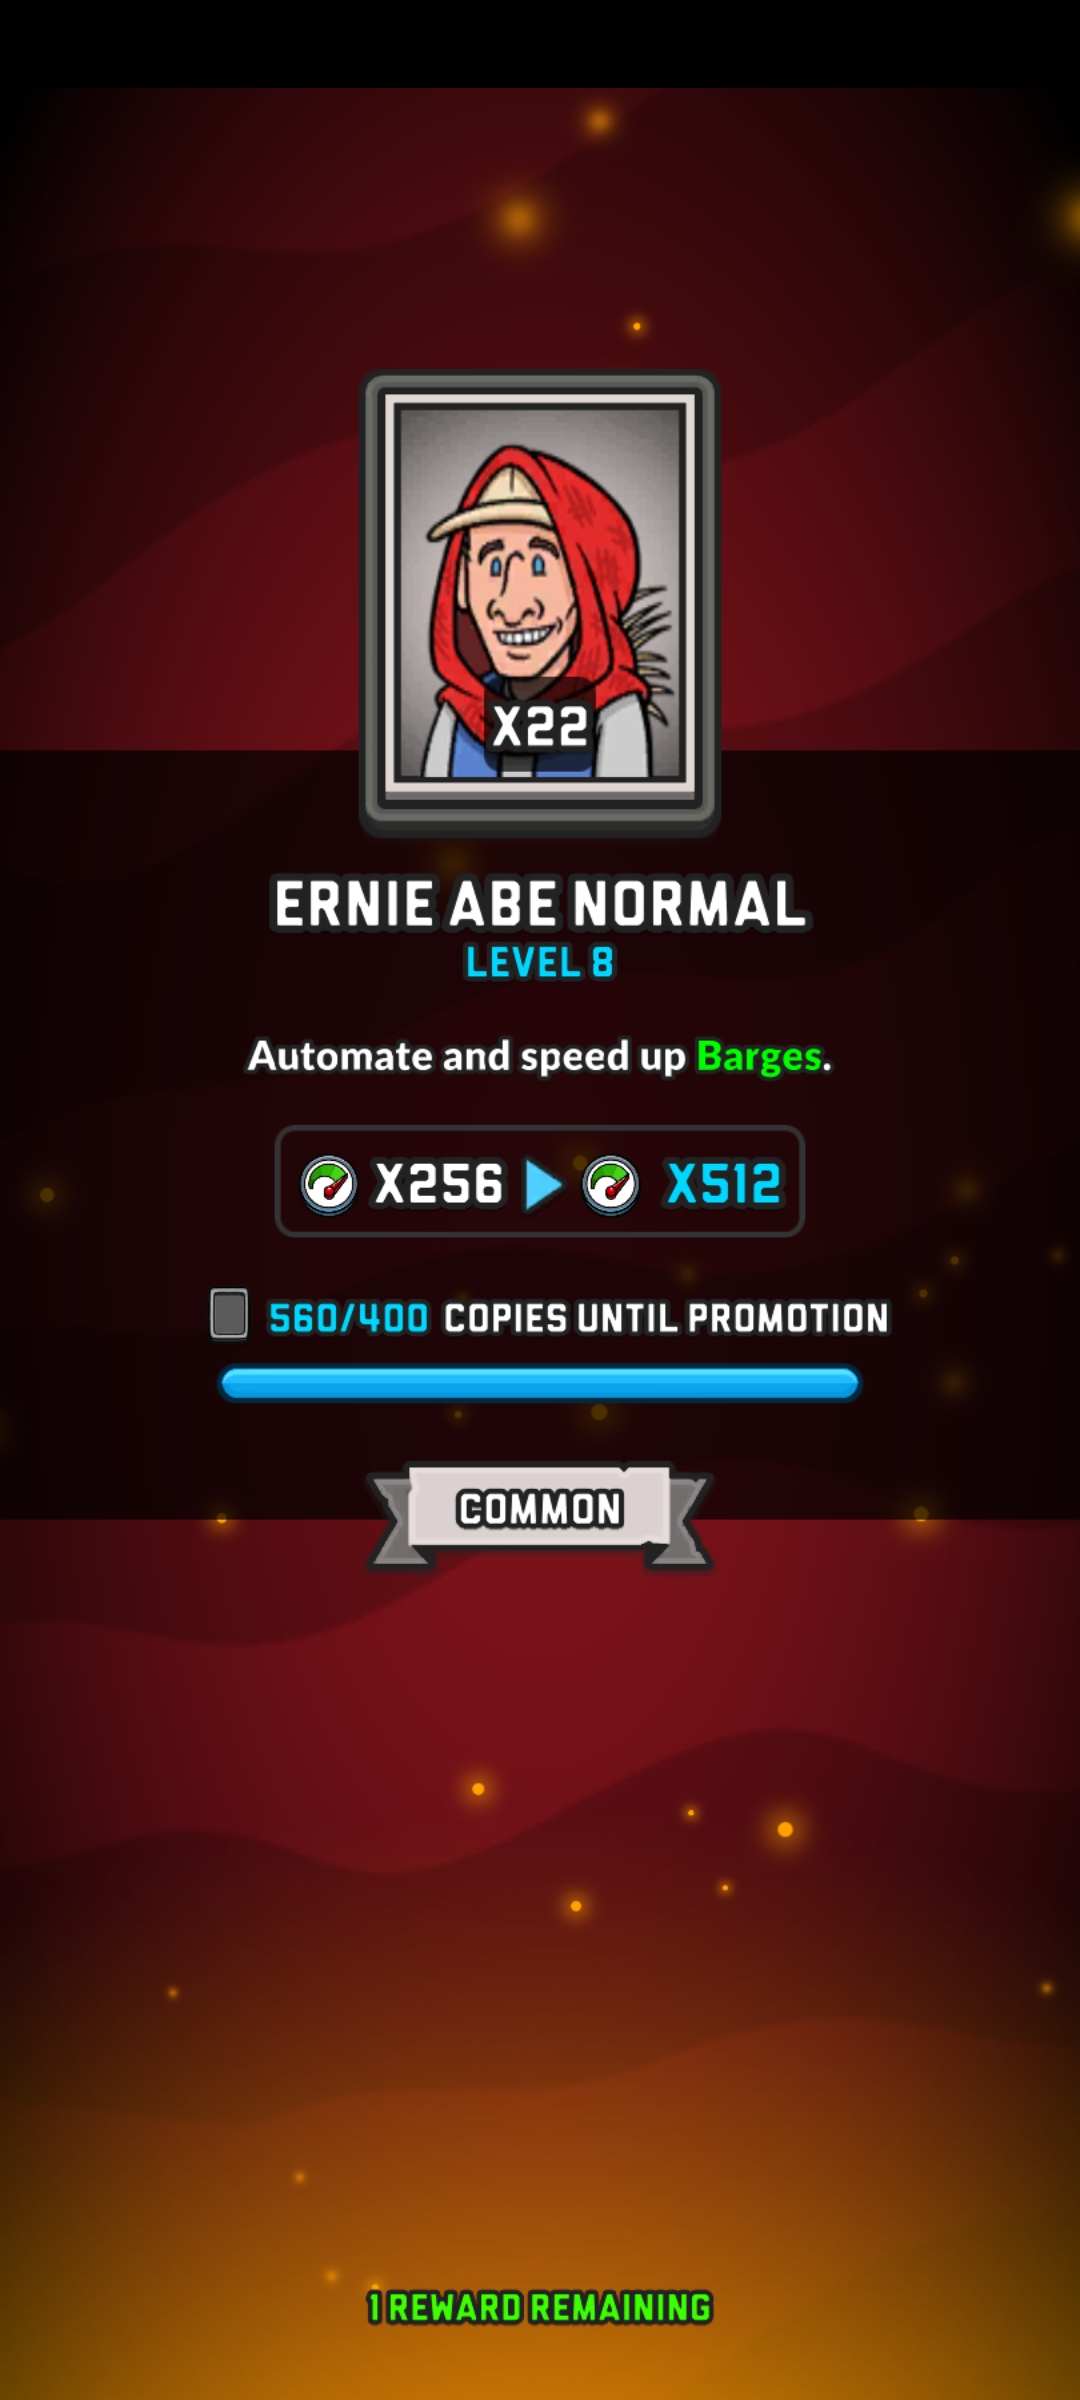 X22
ERNIE ABE NORMAL
LEVEL 8
Automate and speed up Barges.
X256 X512
560/400 COPIES UNTIL PROMOTION
COMMON
1 REWARD REMAINING